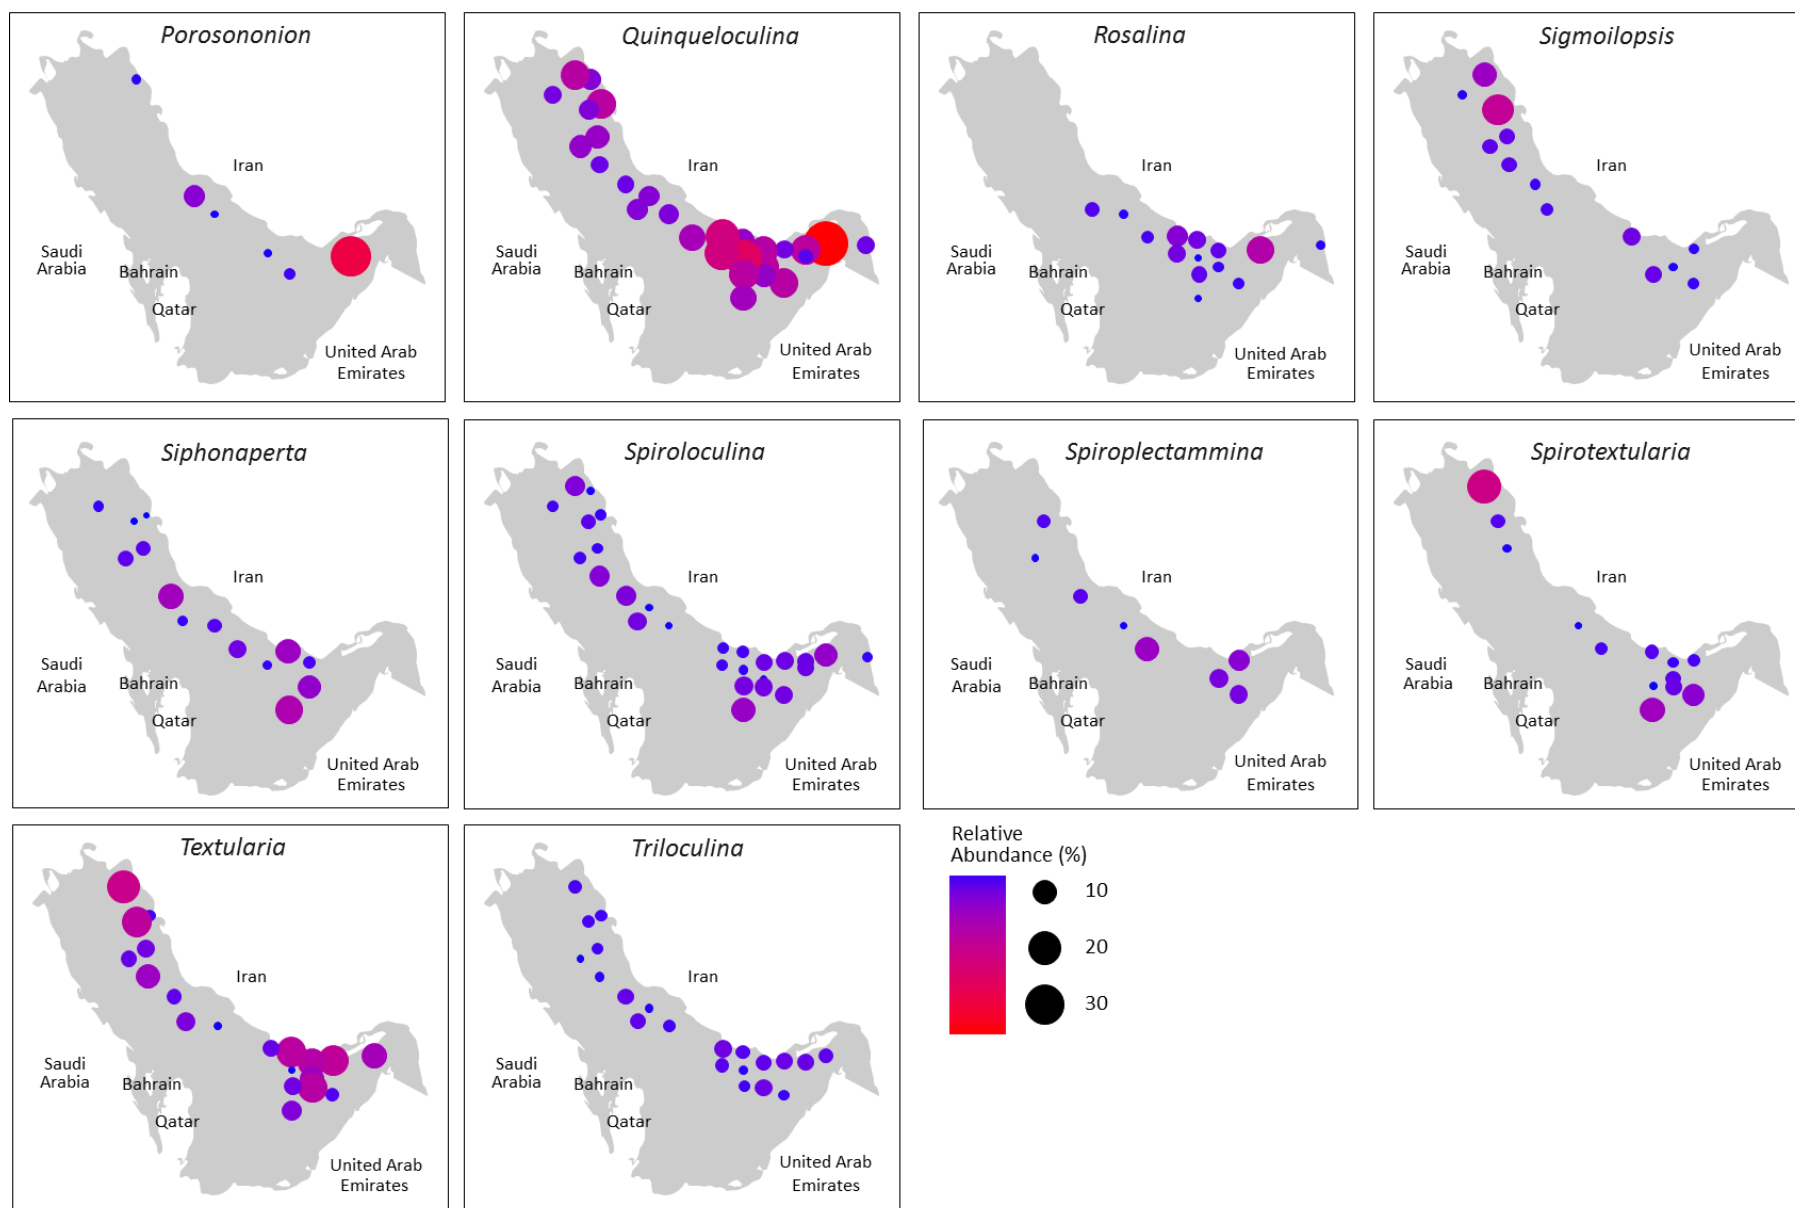 Porosononion
Iran
Saudi
Arabia
Bahrain
Qatar
United Arab
Emirates
Quinqueloculina
Iran
Saudi
Arabia
Bahrain
Qatar
United Arab
Emirates
Rosalina
Iran
Saudi
Arabia
Bahrain
Qatar
United Arab
Emirates
Sigmoilopsis
Iran
Saudi
Arabia
Bahrain
Qatar
United Arab
Emirates
Siphonaperta
Iran
Saudi
Arabia
Bahrain
Qatar
United Arab
Emirates
Spiroloculina
Iran
Saudi
Arabia
Bahrain
Qatar
United Arab
Emirates
Spiroplectammina
Iran
Saudi
Arabia
Bahrain
Qatar
United Arab
Emirates
Spirotextularia
Iran
Saudi
Arabia
Bahrain
Qatar
United Arab
Emirates
Textularia
Iran
Saudi
Arabia
Bahrain
Qatar
United Arab
Emirates
Triloculina
Iran
Saudi
Arabia
Bahrain
Qatar
United Arab
Emirates
Relative
Abundance (%)
10
20
30